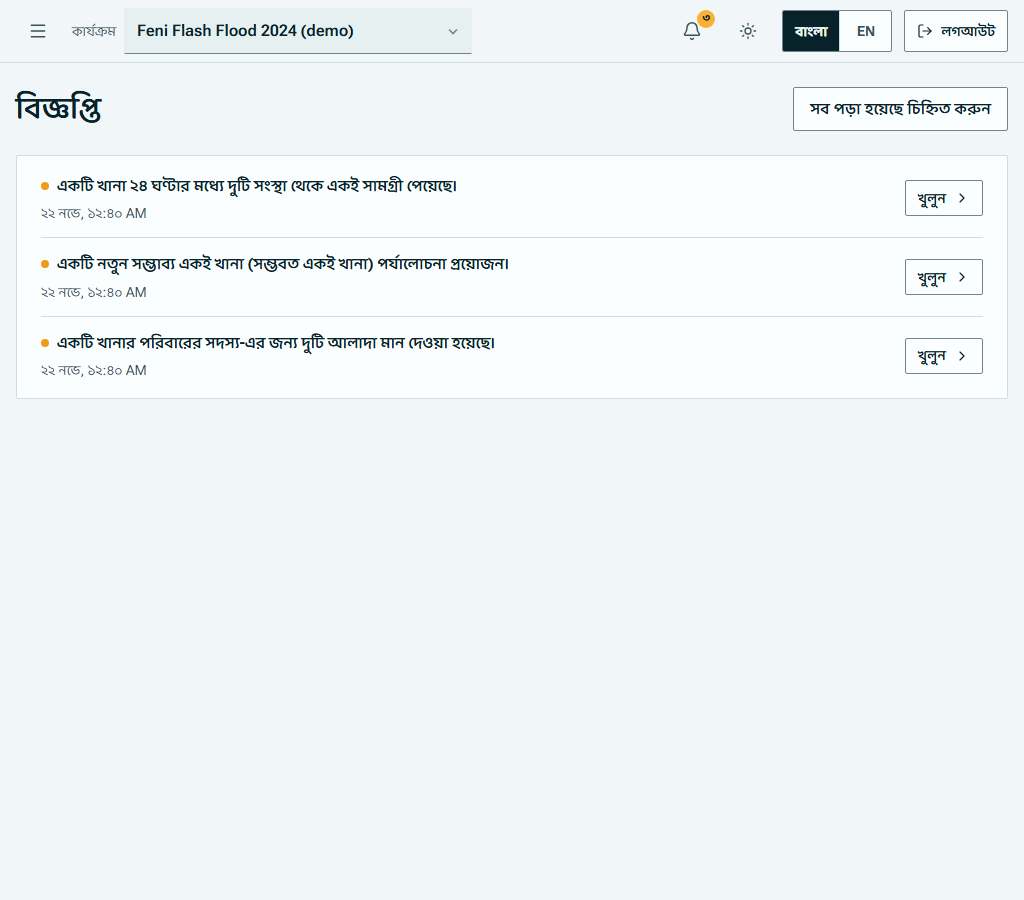 কার্যক্রম
Feni Flash Flood 2024 (demo)
৩
বাংলা
EN
লগআউট
বিজ্ঞপ্তি
সব পড়া হয়েছে চিহ্নিত করুন
একটি খানা ২৪ ঘণ্টার মধ্যে দুটি সংস্থা থেকে একই সামগ্রী পেয়েছে।
২২ নভে, ১২:৪০ AM
খুলুন
একটি নতুন সম্ভাব্য একই খানা (সম্ভবত একই খানা) পর্যালোচনা প্রয়োজন।
২২ নভে, ১২:৪০ AM
খুলুন
একটি খানার পরিবারের সদস্য-এর জন্য দুটি আলাদা মান দেওয়া হয়েছে।
২২ নভে, ১২:৪০ AM
খুলুন